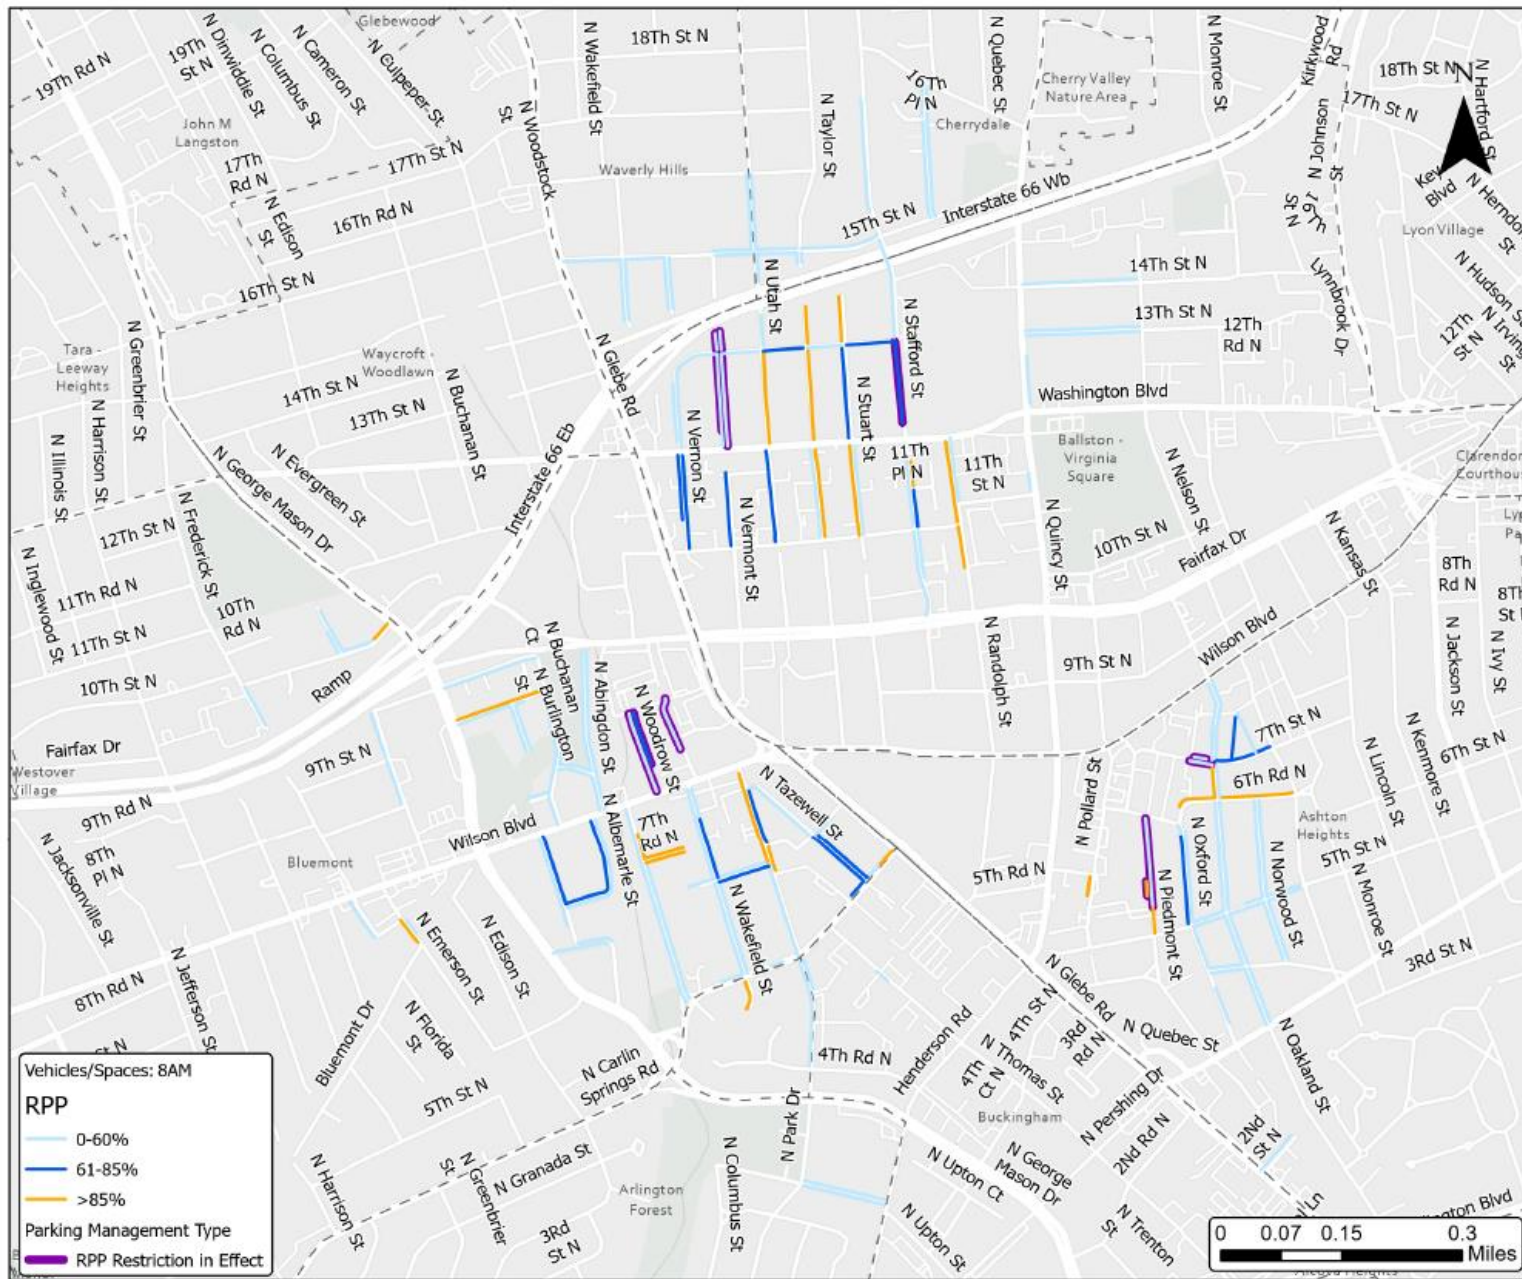 Glebewood
18Th St N
19Th Rd N
19Th
St N
N Dinwiddie St
N Columbus St
N Cameron St
N Culpeper St
N Woodstock
St
N Wakefield St
N Taylor St
16Th
Pl N
N Quebec St
Cherry Valley
Nature Area
Cherrydale
N Monroe St
Kirkwood
Rd
18Th St N
N
N Hartford St
17Th St N
N Johnson
St
16Th
St N
Key
Blvd
N Herndon
St
Lyon Village
John M
Langston
17Th
Rd N
17Th St N
Waverly Hills
N Edison
St
16Th Rd N
16Th St N
15Th St N
Interstate 66 Wb
14Th St N
13Th St N
12Th
Rd N
Lynnbrook Dr
N Hudson St
N Irving
St
12Th
St N
N Utah St
N Stafford St
N Greenbrier St
Tara -
Leeway
Heights
Waycroft -
Woodlawn
N Glebe Rd
14Th St N
13Th St N
N Buchanan St
N Harrison St
N Illinois St
N Vernon St
N Stuart St
Washington Blvd
Ballston -
Virginia
Square
11Th
Pl N
11Th
St N
N Nelson St
Clarendon
Courthouse
N George Mason Dr
N Evergreen St
Interstate 66 Eb
N Frederick St
12Th St N
N Inglewood St
11Th Rd N
11Th St N
10Th
Rd N
10Th St N
N Vermont St
N Quincy St
10Th St N
Fairfax Dr
N Kansas St
8Th
Rd N
8Th
St N
N Jackson St
N Ivy St
Ramp
N Buchanan
Ct
N Burlington
St
N Abingdon St
N Woodrow St
N Randolph St
9Th St N
Wilson Blvd
Fairfax Dr
Westover
Village
9Th St N
9Th Rd N
7Th St N
6Th Rd N
6Th St N
N Lincoln St
N Kenmore St
N Jacksonville St
8Th
Pl N
Bluemont
Wilson Blvd
N Albemarle St
7Th
Rd N
N Tazewell St
N Pollard St
5Th Rd N
N Oxford St
N Piedmont St
N Norwood St
Ashton
Heights
5Th St N
N Monroe St
3Rd St N
N Wakefield St
N Emerson St
N Edison St
8Th Rd N
N Jefferson St
Bluemont Dr
N Florida
St
N Glebe Rd
N Quebec St
4Th St N
3Rd
Rd N
N Thomas St
4Th
Ct N
Henderson Rd
4Th Rd N
N Oakland St
N Carlin
Springs Rd
5Th St N
N Park Dr
Buckingham
N Pershing Dr
2Nd Rd N
2Nd
St N
N Harrison St
N Greenbrier
St
N Granada St
3Rd
St N
Arlington
Forest
N Columbus St
N Upton Ct
N George
Mason Dr
N Upton St
N Trenton
St
Vehicles/Spaces: 8AM
RPP
0-60%
61-85%
>85%
Parking Management Type
RPP Restriction in Effect
0 0.07 0.15 0.3
Miles